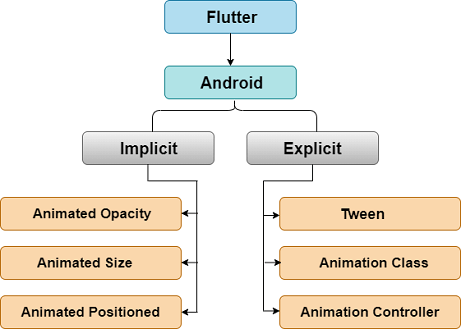 Flutter
Android
Implicit
Explicit
Animated Opacity
Tween
Animated Size
Animation Class
Animated Positioned
Animation Controller